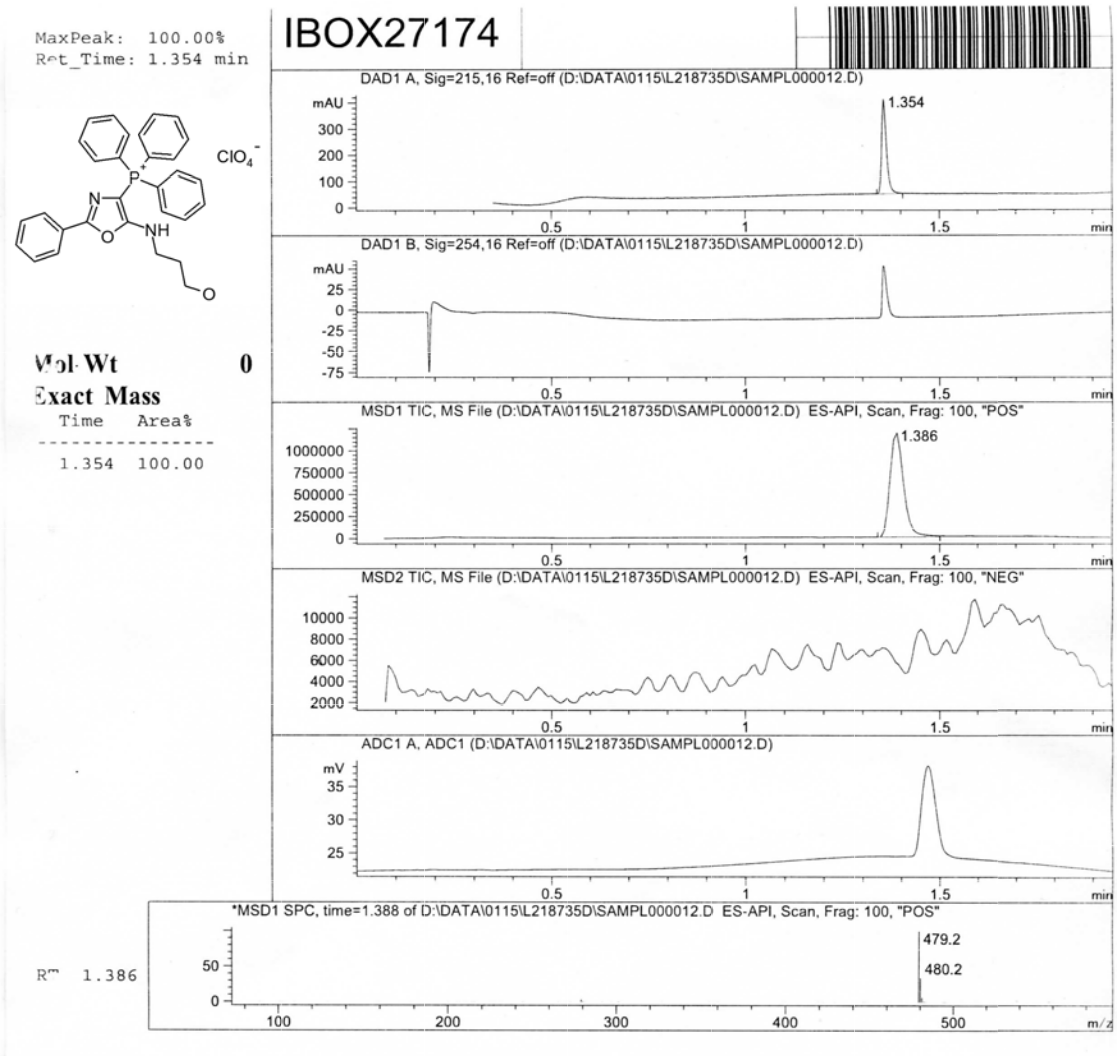 MaxPeak: 100.00%
Ret_Time: 1.354 min
IBOX27174
N
O
P+
NH
O
ClO4-
Mol Wt 0
Exact Mass
Time Area%
1.354 100.00
DAD1 A, Sig=215,16 Ref=off (D:\DATA\0115\L218735D\SAMPL000012.D)
mAU
300
200
100
0
1.354
0.5 1 1.5 min
DAD1 B, Sig=254,16 Ref=off (D:\DATA\0115\L218735D\SAMPL000012.D)
mAU
25
0
-25
-50
-75
0.5 1 1.5 min
MSD1 TIC, MS File (D:\DATA\0115\L218735D\SAMPL000012.D) ES-API, Scan, Frag: 100, "POS"
1000000
750000
500000
250000
0
1.386
0.5 1 1.5 min
MSD2 TIC, MS File (D:\DATA\0115\L218735D\SAMPL000012.D) ES-API, Scan, Frag: 100, "NEG"
10000
8000
6000
4000
2000
0.5 1 1.5 min
ADC1 A, ADC1 (D:\DATA\0115\L218735D\SAMPL000012.D)
mV
35
30
25
0.5 1 1.5 min
*MSD1 SPC, time=1.388 of D:\DATA\0115\L218735D\SAMPL000012.D ES-API, Scan, Frag: 100, "POS"
1.386
50
0
479.2
480.2
100 200 300 400 500 m/z